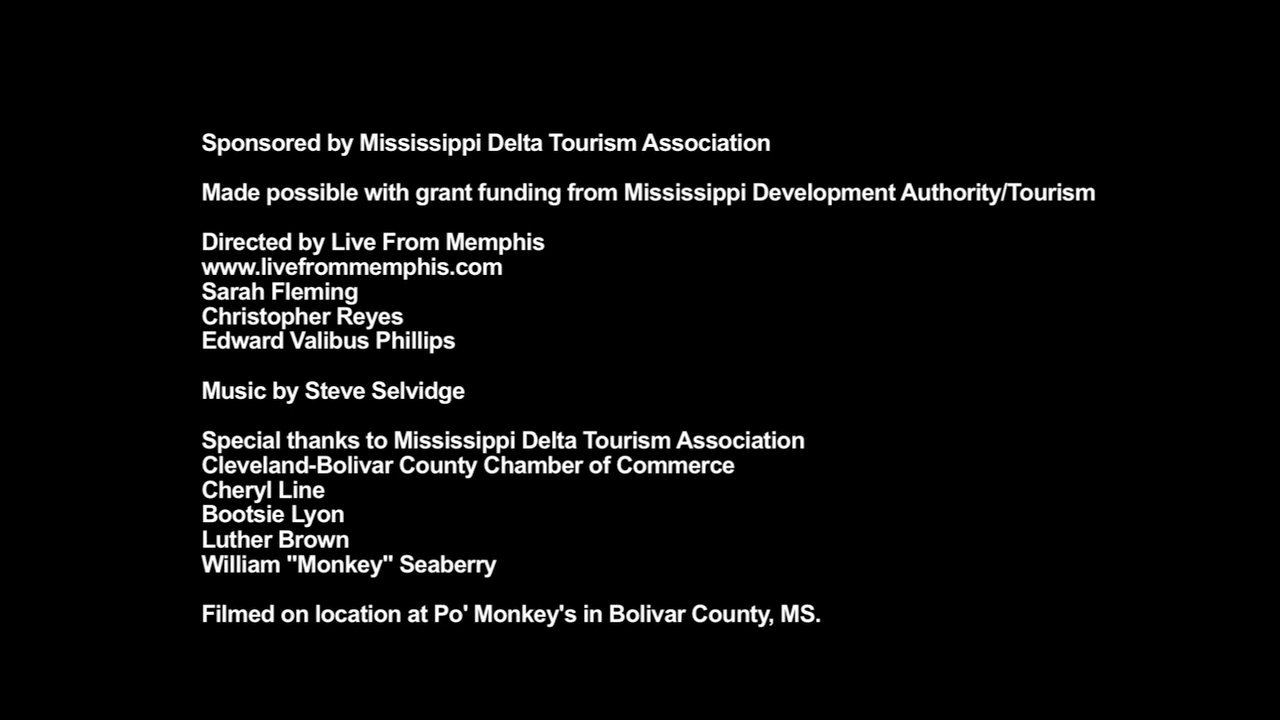 Sponsored by Mississippi Delta Tourism Association
Made possible with grant funding from Mississippi Development Authority/Tourism
Directed by Live From Memphis
www.livefrommemphis.com
Sarah Fleming
Christopher Reyes
Edward Valibus Phillips
Music by Steve Selvidge
Special thanks to Mississippi Delta Tourism Association
Cleveland-Bolivar County Chamber of Commerce
Cheryl Line
Bootsie Lyon
Luther Brown
William "Monkey" Seaberry
Filmed on location at Po' Monkey's in Bolivar County, MS.